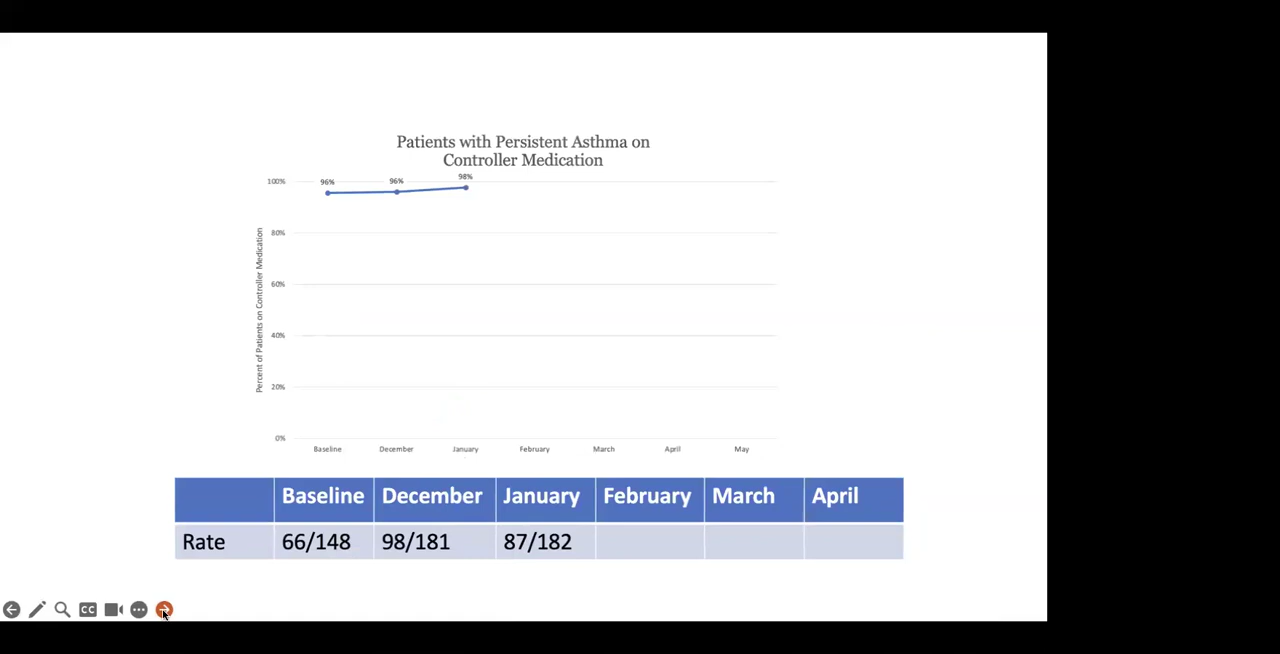 Patients with Persistent Asthma on
Controller Medication
Percent of Patients on Controller Medication
100%
80%
60%
40%
20%
0%
96% 96% 98%
Baseline December January February March April May
Baseline December January February March April
Rate 66/148 98/181 87/182
CC